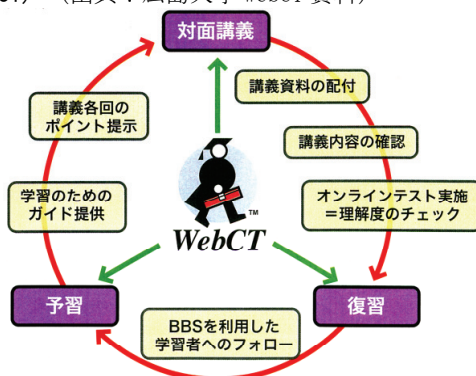 対面講義
講義資料の配付
講義各回の
ポイント提示
講義内容の確認
学習のための
ガイド提供
オンラインテスト実施
=理解度のチェック
TM
WebCT
予習
復習
BBSを利用した
学習者へのフォロー